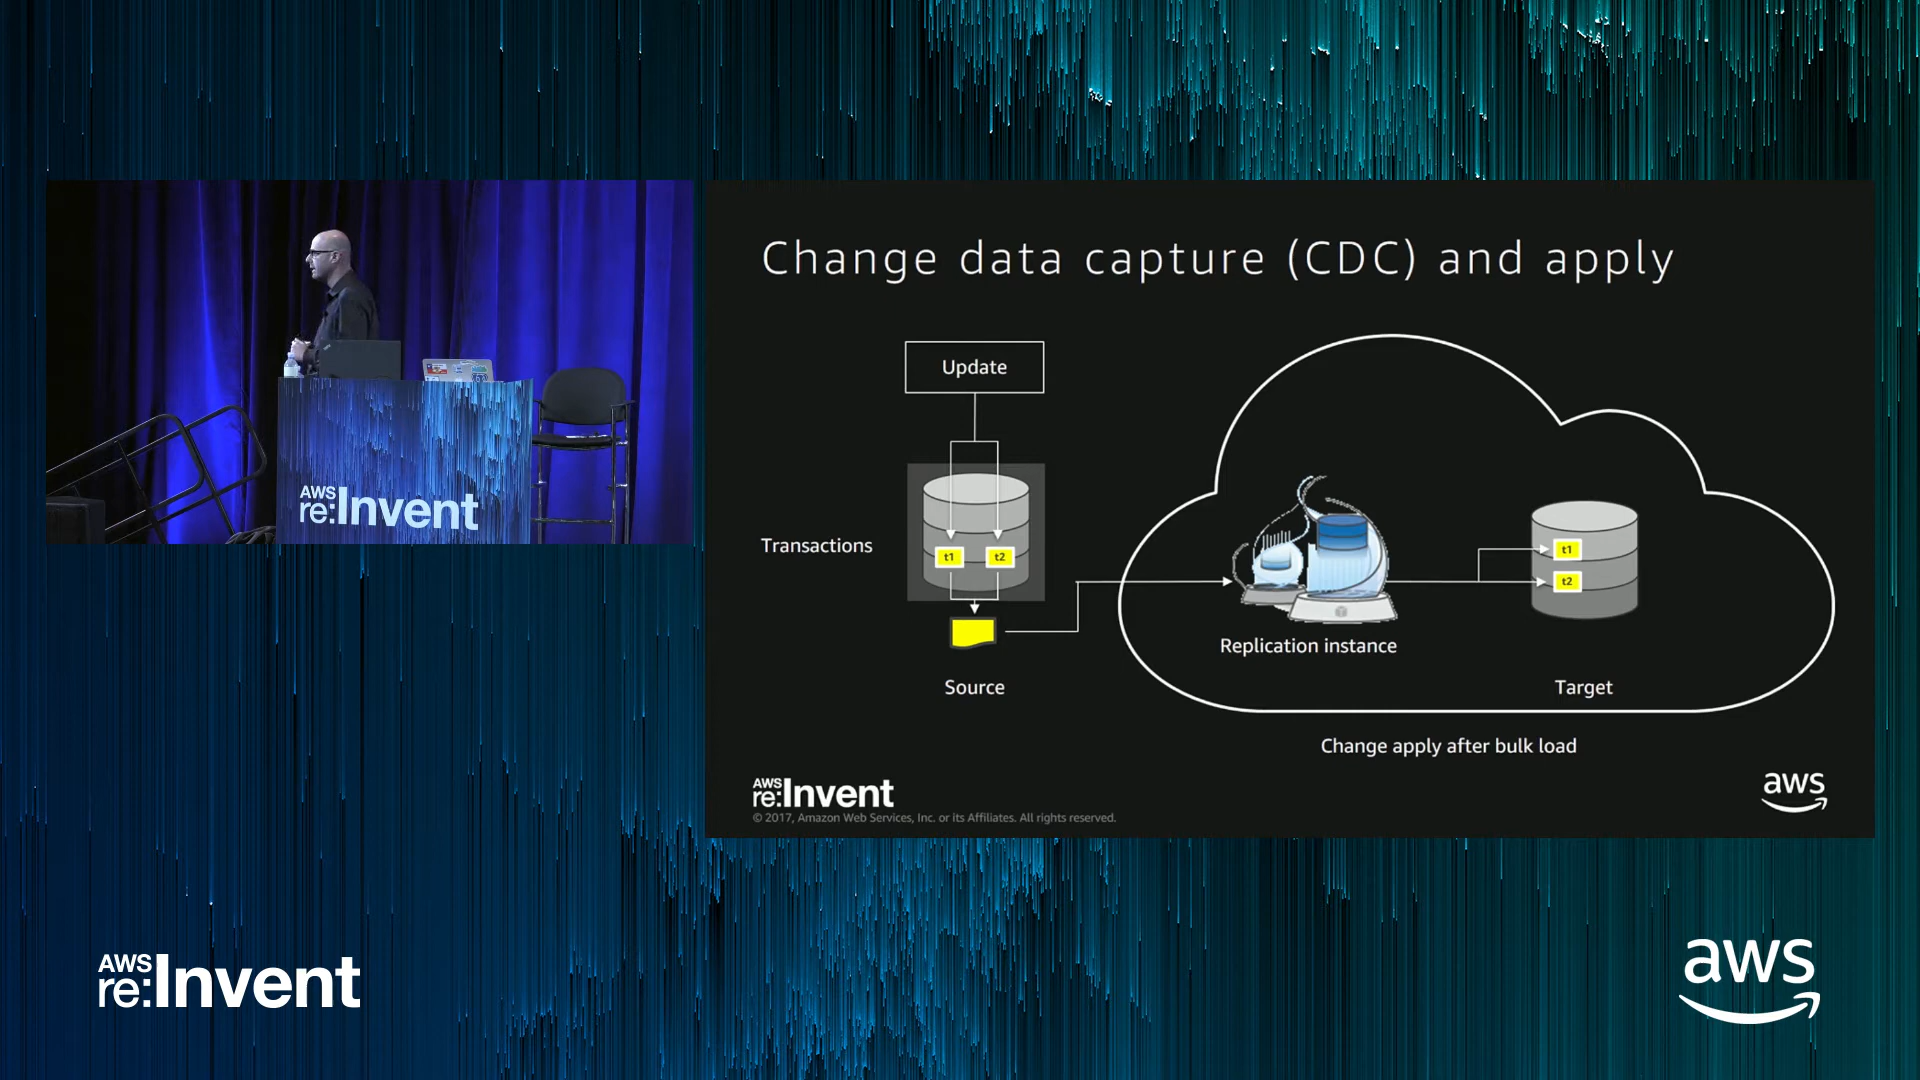 Change data capture (CDC) and apply
Update
Transactions
t1
t2
t1
t2
Replication instance
Source
Target
Change apply after bulk load
AWS
re:Invent
© 2017, Amazon Web Services, Inc. or its Affiliates. All rights reserved.
aws
AWS
re:Invent
AWS
re:Invent
aws